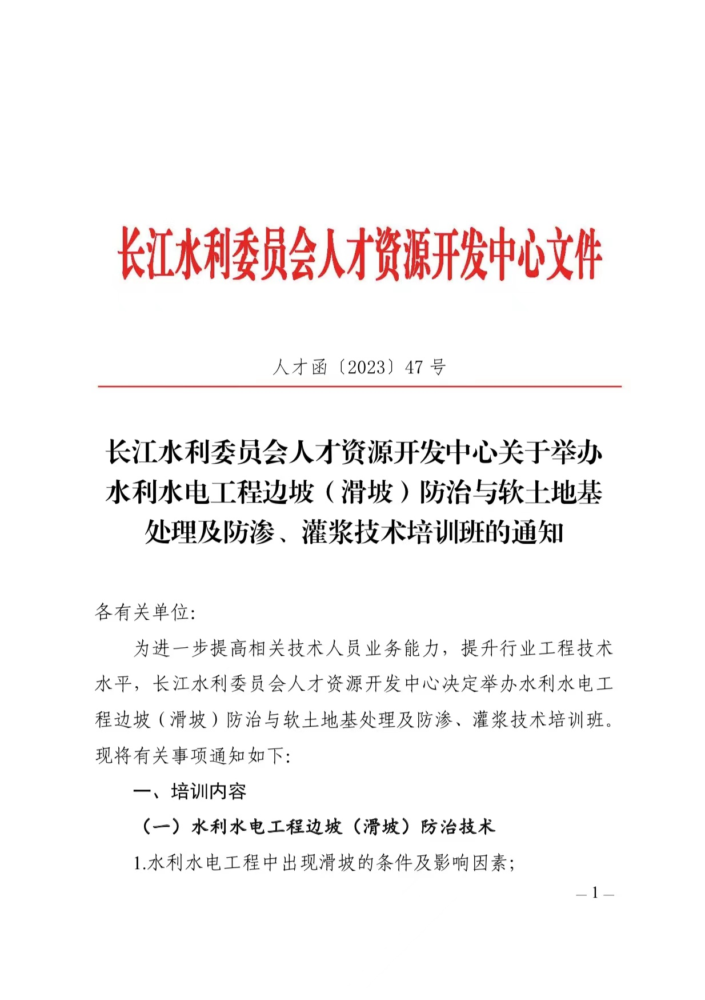 长江水利委员会人才资源开发中心文件
人才函〔2023〕47 号
长江水利委员会人才资源开发中心关于举办
水利水电工程边坡（滑坡）防治与软土地基
处理及防渗、灌浆技术培训班的通知
各有关单位：
为进一步提高相关技术人员业务能力，提升行业工程技术
水平，长江水利委员会人才资源开发中心决定举办水利水电工
程边坡（滑坡）防治与软土地基处理及防渗、灌浆技术培训班。
现将有关事项通知如下：
一、培训内容
（一）水利水电工程边坡（滑坡）防治技术
1.水利水电工程中出现滑坡的条件及影响因素；
— 1 —